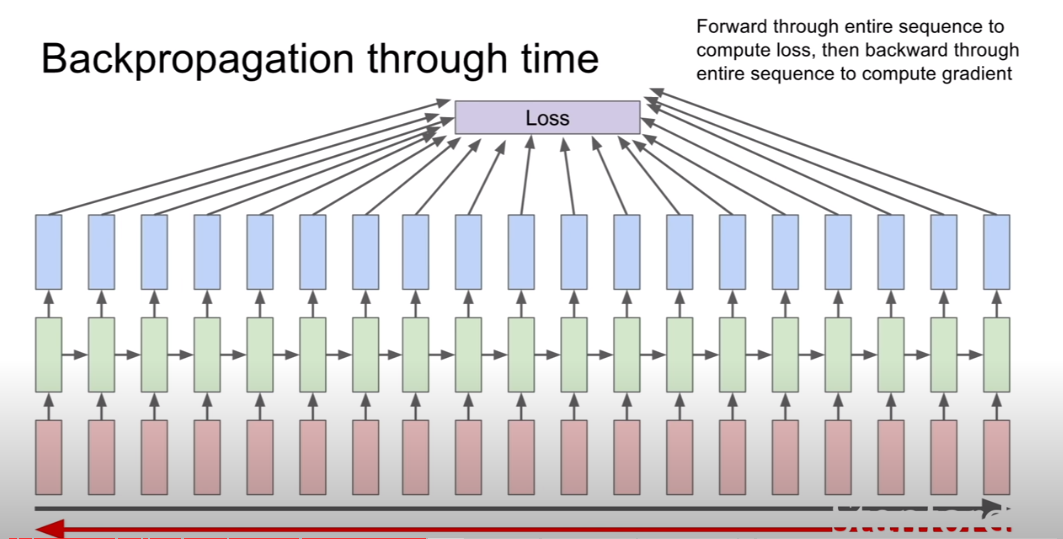 Backpropagation through time
Forward through entire sequence to
compute loss, then backward through
entire sequence to compute gradient
Loss